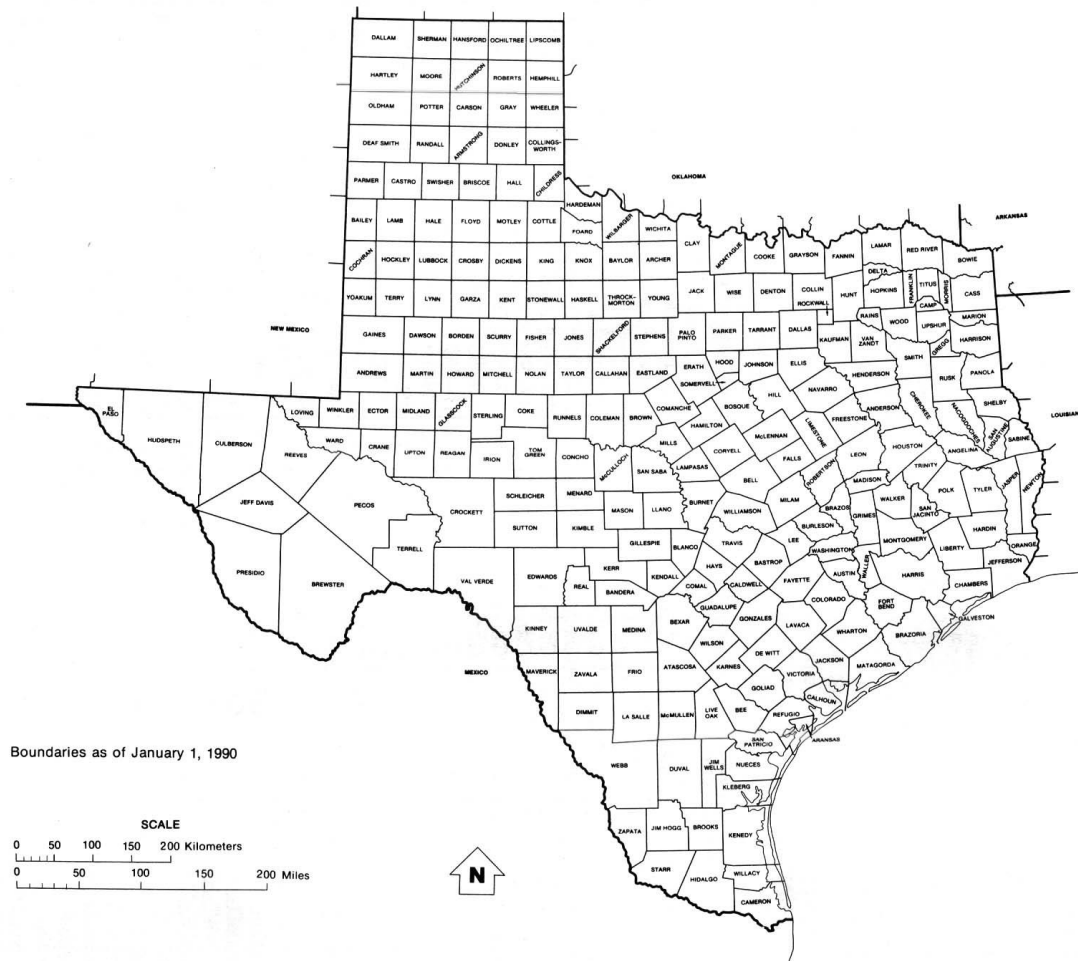 DALLAM SHERMAN HANSFORD OCHILTREE LIPSCOMB
HARTLEY MOORE HUTCHINSON ROBERTS HEMPHILL
OLDHAM POTTER CARSON GRAY WHEELER
DEAF SMITH RANDALL ARMSTRONG DONLEY COLLINGS-
WORTH
PARMER CASTRO SWISHER BRISCOE HALL CHILDRESS
OKLAHOMA
HARDEMAN
BAILEY LAMB HALE FLOYD MOTLEY COTTLE FOARD WILBARGER WICHITA
CLAY MONTAGUE COOKE GRAYSON FANNIN LAMAR RED RIVER BOWIE
ARKANSAS
COCHRAN HOCKLEY LUBBOCK CROSBY DICKENS KING KNOX BAYLOR ARCHER
DELTA
JACK WISE DENTON COLLIN HUNT HOPKINS FRANKLIN TITUS MORRIS CASS
ROCKWALL CAMP
YOAKUM TERRY LYNN GARZA KENT STONEWALL HASKELL THROCK-
MORTON YOUNG
RAINS WOOD UPSHUR MARION
NEW MEXICO
GAINES DAWSON BORDEN SCURRY FISHER JONES SHACKELFORD STEPHENS PALO
PINTO PARKER TARRANT DALLAS KAUFMAN VAN
ZANDT SMITH GREGG HARRISON
ANDREWS MARTIN HOWARD MITCHELL NOLAN TAYLOR CALLAHAN EASTLAND ERATH HOOD JOHNSON ELLIS HENDERSON RUSK PANOLA
SOMERVELL
HILL NAVARRO
EL
PASO HUDSPETH CULBERSON
LOVING WINKLER ECTOR MIDLAND GLASSCOCK STERLING COKE RUNNELS COLEMAN BROWN COMANCHE BOSQUE FREESTONE ANDERSON CHEROKEE NACOGDOCHES SHELBY
LOUISIAN
SAN
AUGUSTINE SABINE
REEVES WARD CRANE UPTON REAGAN IRION TOM
GREEN CONCHO McCULLOCH MILLS HAMILTON McLENNAN LIMESTONE
SAN SABA LAMPASAS CORYELL FALLS LEON HOUSTON ANGELINA
JEFF DAVIS PECOS CROCKETT SCHLEICHER MENARD BELL ROBERTSON MADISON TRINITY POLK TYLER JASPER NEWTON
MASON LLANO BURNET WILLIAMSON MILAM BRAZOS GRIMES WALKER SAN
JACINTO HARDIN
SUTTON KIMBLE BURLESON
TERRELL GILLESPIE BLANCO TRAVIS LEE WASHINGTON MONTGOMERY LIBERTY ORANGE
JEFFERSON
PRESIDIO BREWSTER VAL VERDE EDWARDS KERR KENDALL HAYS BASTROP AUSTIN WALLER HARRIS CHAMBERS
REAL BANDERA COMAL CALDWELL FAYETTE COLORADO FORT
BEND GALVESTON
GUADALUPE GONZALES LAVACA WHARTON BRAZORIA
KINNEY UVALDE MEDINA BEXAR WILSON DE WITT JACKSON MATAGORDA
MEXICO
MAVERICK ZAVALA FRIO ATASCOSA KARNES VICTORIA
GOLIAD CALHOUN
DIMMIT LA SALLE McMULLEN LIVE
OAK BEE REFUGIO
SAN
PATRICIO ARANSAS
WEBB DUVAL JIM
WELLS NUECES
KLEBERG
ZAPATA JIM HOGG BROOKS KENEDY
STARR HIDALGO WILLACY
CAMERON
Boundaries as of January 1, 1990
SCALE
0 50 100 150 200 Kilometers
0 50 100 150 200 Miles
N